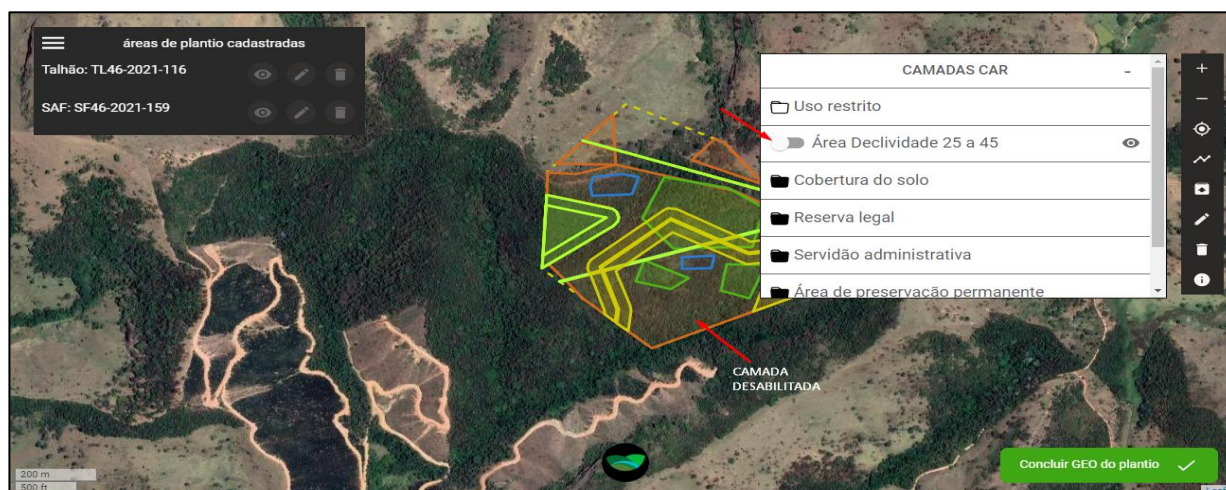 áreas de plantio cadastradas
Talhão: TL46-2021-116
SAF: SF46-2021-159
CAMADAS CAR -
Uso restrito
Área Declividade 25 a 45
Cobertura do solo
Reserva legal
Servidão administrativa
Área de preservação permanente
CAMADA
DESABILITADA
200 m
500 ft
Concluir GEO do plantio